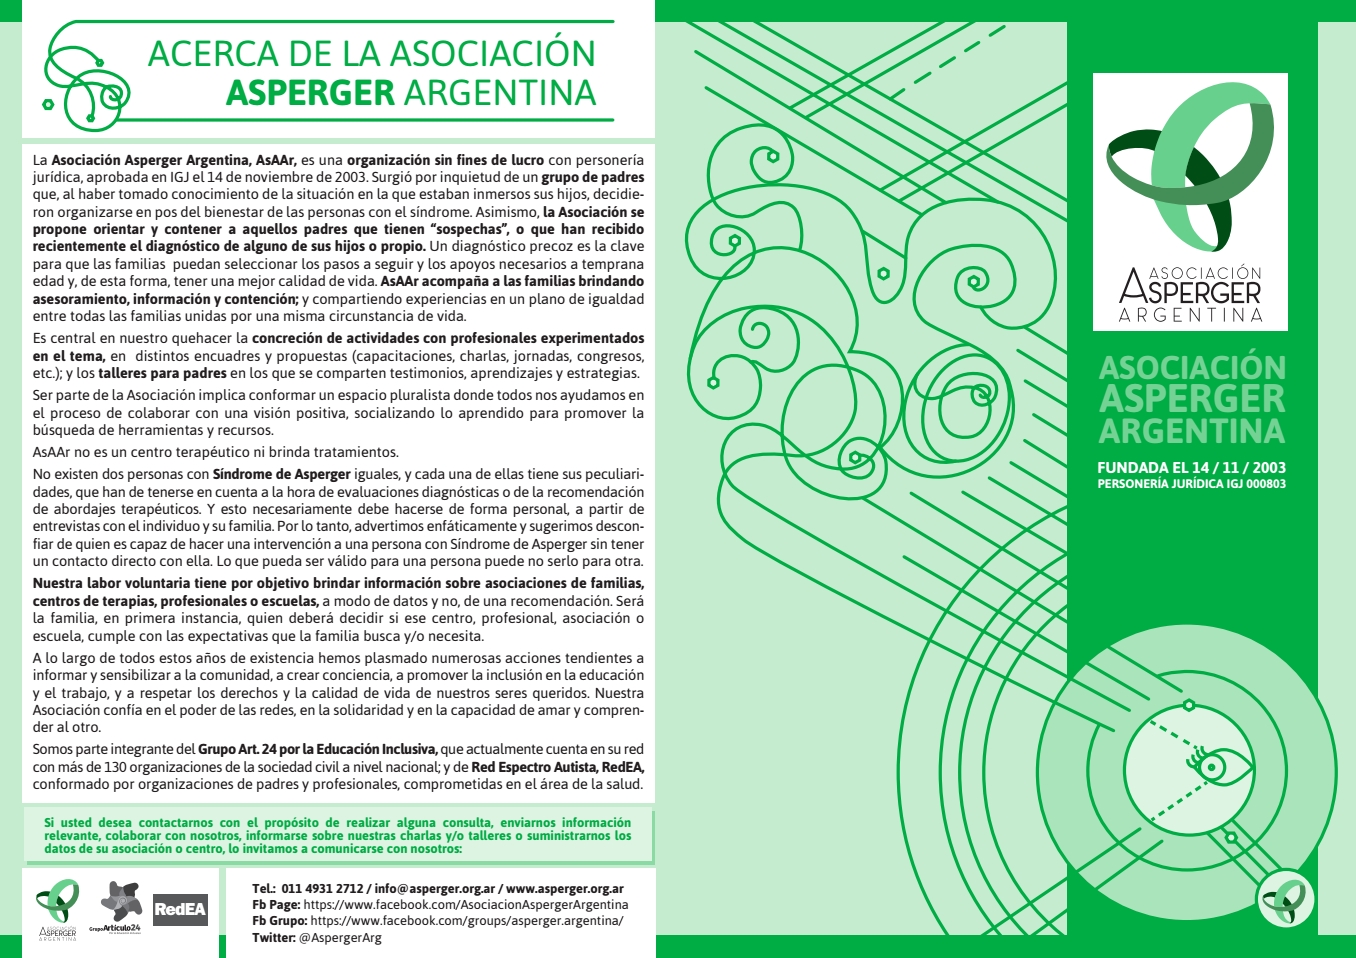 ACERCA DE LA ASOCIACIÓN
ASPERGER ARGENTINA
La Asociación Asperger Argentina, AsAAr, es una organización sin fines de lucro con personería
jurídica, aprobada en IGJ el 14 de noviembre de 2003. Surgió por inquietud de un grupo de padres
que, al haber tomado conocimiento de la situación en la que estaban inmersos sus hijos, decidie-
ron organizarse en pos del bienestar de las personas con el síndrome. Asimismo, la Asociación se
propone orientar y contener a aquellos padres que tienen “sospechas”, o que han recibido
recientemente el diagnóstico de alguno de sus hijos o propio. Un diagnóstico precoz es la clave
para que las familias puedan seleccionar los pasos a seguir y los apoyos necesarios a temprana
edad y, de esta forma, tener una mejor calidad de vida. AsAAr acompaña a las familias brindando
asesoramiento, información y contención; y compartiendo experiencias en un plano de igualdad
entre todas las familias unidas por una misma circunstancia de vida.
Es central en nuestro quehacer la concreción de actividades con profesionales experimentados
en el tema, en distintos encuadres y propuestas (capacitaciones, charlas, jornadas, congresos,
etc.); y los talleres para padres en los que se comparten testimonios, aprendizajes y estrategias.
Ser parte de la Asociación implica conformar un espacio pluralista donde todos nos ayudamos en
el proceso de colaborar con una visión positiva, socializando lo aprendido para promover la
búsqueda de herramientas y recursos.
AsAAr no es un centro terapéutico ni brinda tratamientos.
No existen dos personas con Síndrome de Asperger iguales, y cada una de ellas tiene sus peculiari-
dades, que han de tenerse en cuenta a la hora de evaluaciones diagnósticas o de la recomendación
de abordajes terapéuticos. Y esto necesariamente debe hacerse de forma personal, a partir de
entrevistas con el individuo y su familia. Por lo tanto, advertimos enfáticamente y sugerimos descon-
fiar de quien es capaz de hacer una intervención a una persona con Síndrome de Asperger sin tener
un contacto directo con ella. Lo que pueda ser válido para una persona puede no serlo para otra.
Nuestra labor voluntaria tiene por objetivo brindar información sobre asociaciones de familias,
centros de terapias, profesionales o escuelas, a modo de datos y no, de una recomendación. Será
la familia, en primera instancia, quien deberá decidir si ese centro, profesional, asociación o
escuela, cumple con las expectativas que la familia busca y/o necesita.
A lo largo de todos estos años de existencia hemos plasmado numerosas acciones tendientes a
informar y sensibilizar a la comunidad, a crear conciencia, a promover la inclusión en la educación
y el trabajo, y a respetar los derechos y la calidad de vida de nuestros seres queridos. Nuestra
Asociación confía en el poder de las redes, en la solidaridad y en la capacidad de amar y compren-
der al otro.
Somos parte integrante del Grupo Art. 24 por la Educación Inclusiva, que actualmente cuenta en su red
con más de 130 organizaciones de la sociedad civil a nivel nacional; y de Red Espectro Autista, RedEA,
conformado por organizaciones de padres y profesionales, comprometidas en el área de la salud.
Si usted desea contactarnos con el propósito de realizar alguna consulta, enviarnos información
relevante, colaborar con nosotros, informarse sobre nuestras charlas y/o talleres o suministrarnos los
datos de su asociación o centro, lo invitamos a comunicarse con nosotros:
ASOCIACIÓN
ASPERGER
ARGENTINA
GrupoArtículo24
RedEA
Tel.: 011 4931 2712 / info@asperger.org.ar / www.asperger.org.ar
Fb Page: https://www.facebook.com/AsociacionAspergerArgentina
Fb Grupo: https://www.facebook.com/groups/asperger.argentina/
Twitter: @AspergerArg
ASOCIACIÓN
ASPERGER
ARGENTINA
ASOCIACIÓN
ASPERGER
ARGENTINA
FUNDADA EL 14 / 11 / 2003
PERSONERÍA JURÍDICA IGJ 000803